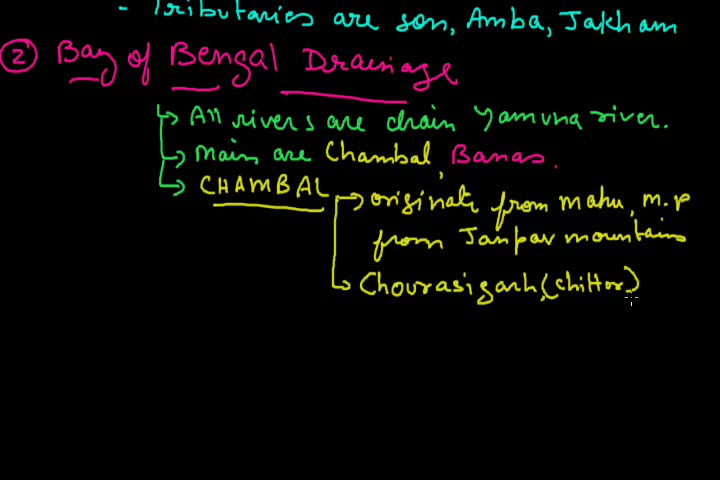 - Tributaries are son, Amba, Jakham
② Bay of Bengal Drainage
All rivers are chain Yamuna river.
Main are Chambal, Banas.
CHAMBAL
originate from mahu, m.p
from Janpav mountains
Chourasigarh, (Chittor)